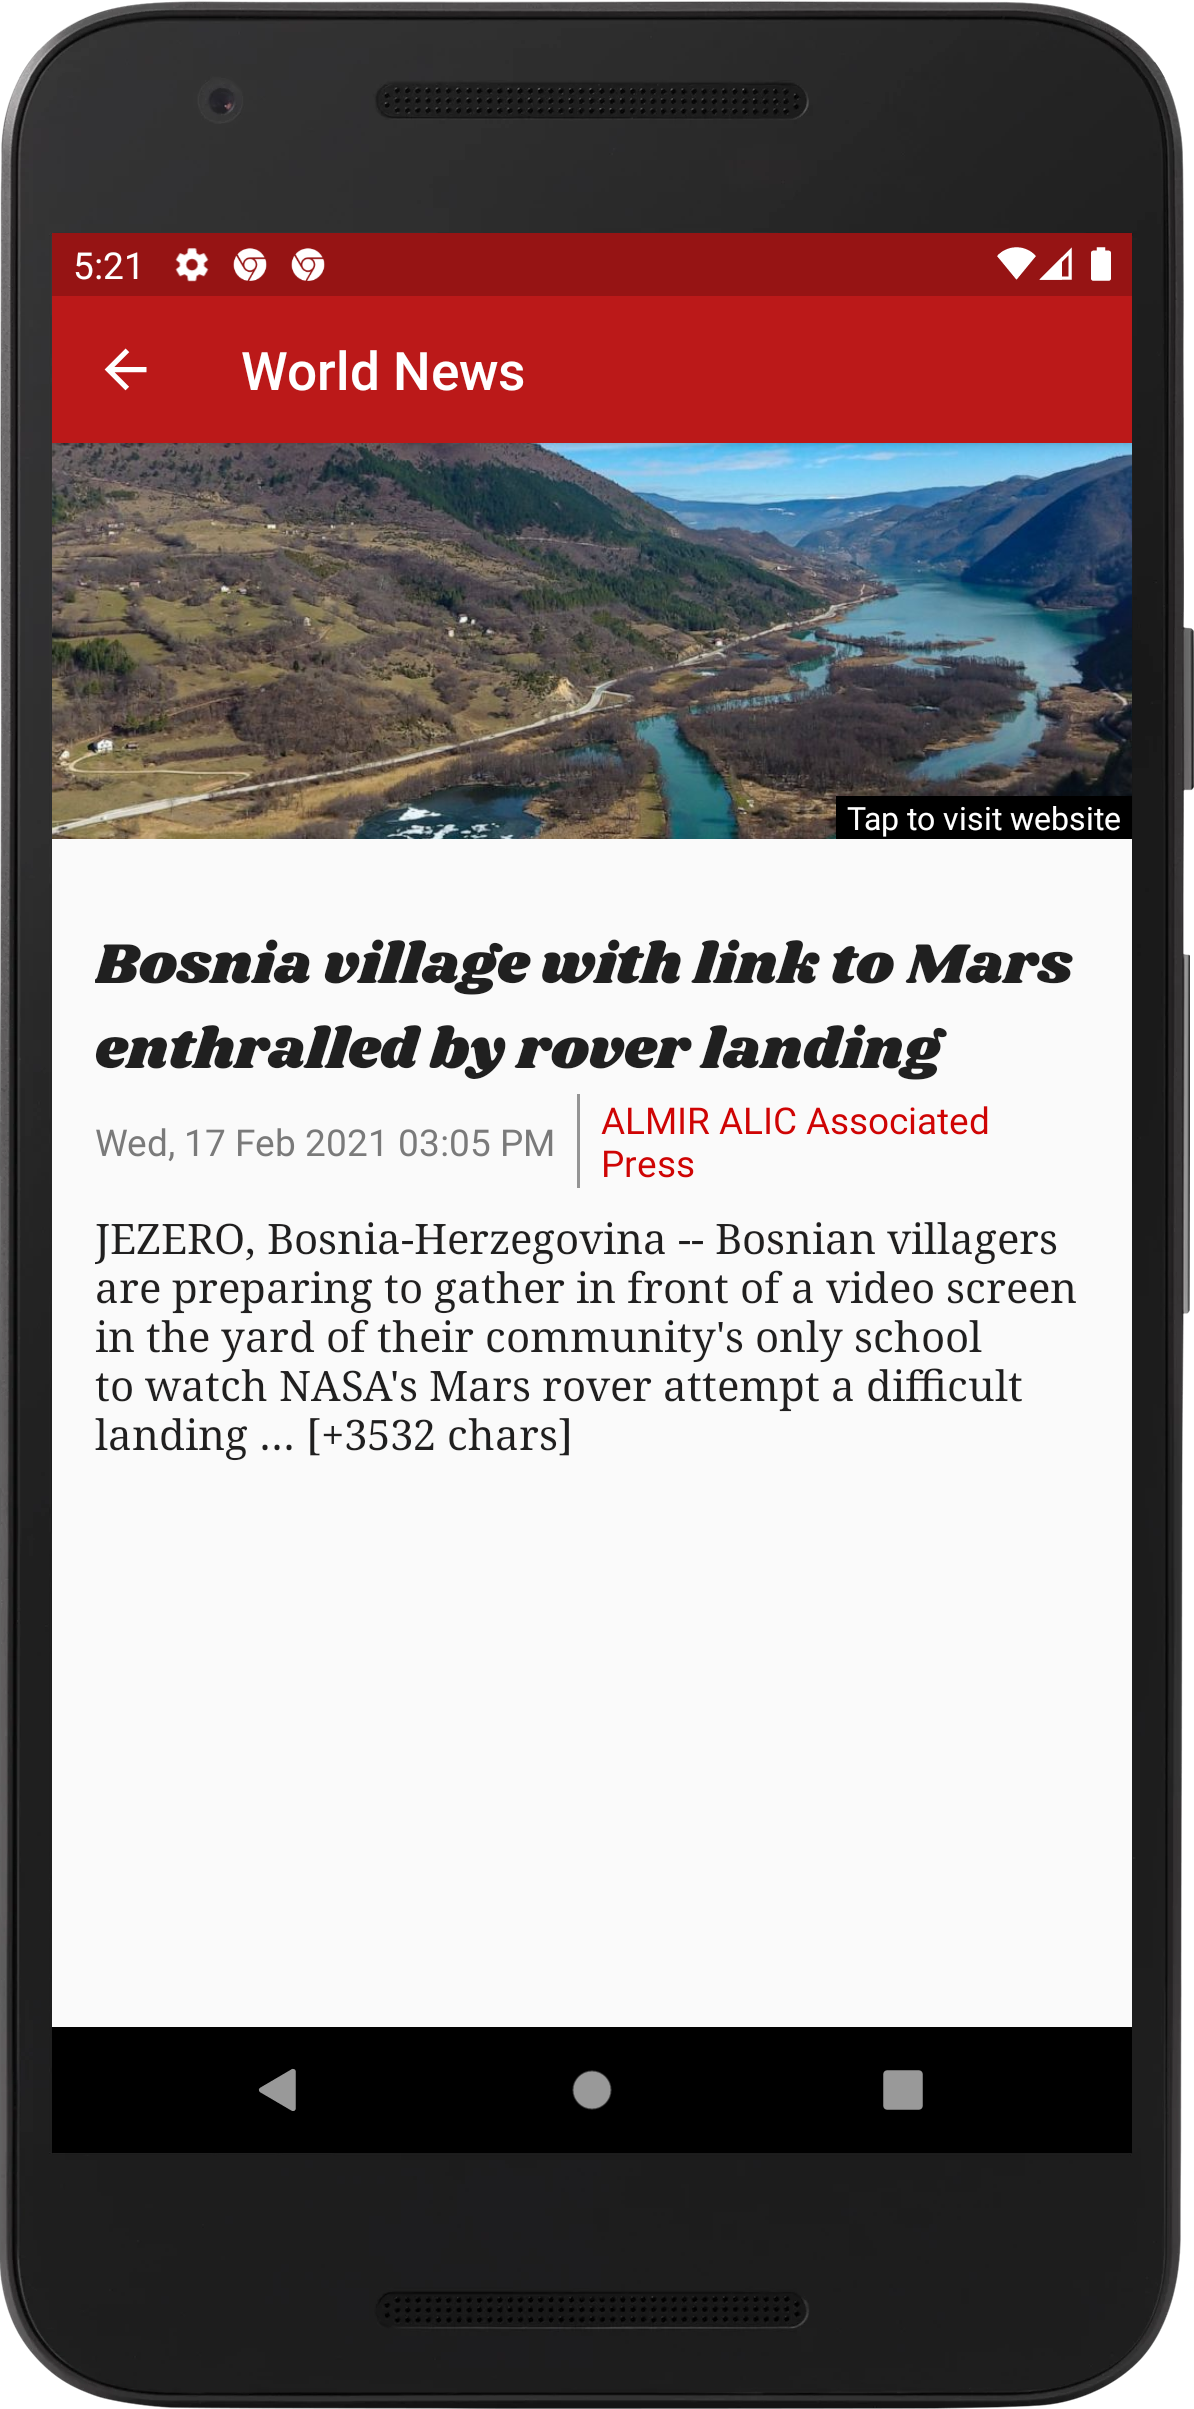 5:21
World News
Tap to visit website
Bosnia village with link to Mars
enthralled by rover landing
Wed, 17 Feb 2021 03:05 PM
ALMIR ALIC Associated
Press
JEZERO, Bosnia-Herzegovina -- Bosnian villagers
are preparing to gather in front of a video screen
in the yard of their community's only school
to watch NASA's Mars rover attempt a difficult
landing … [+3532 chars]